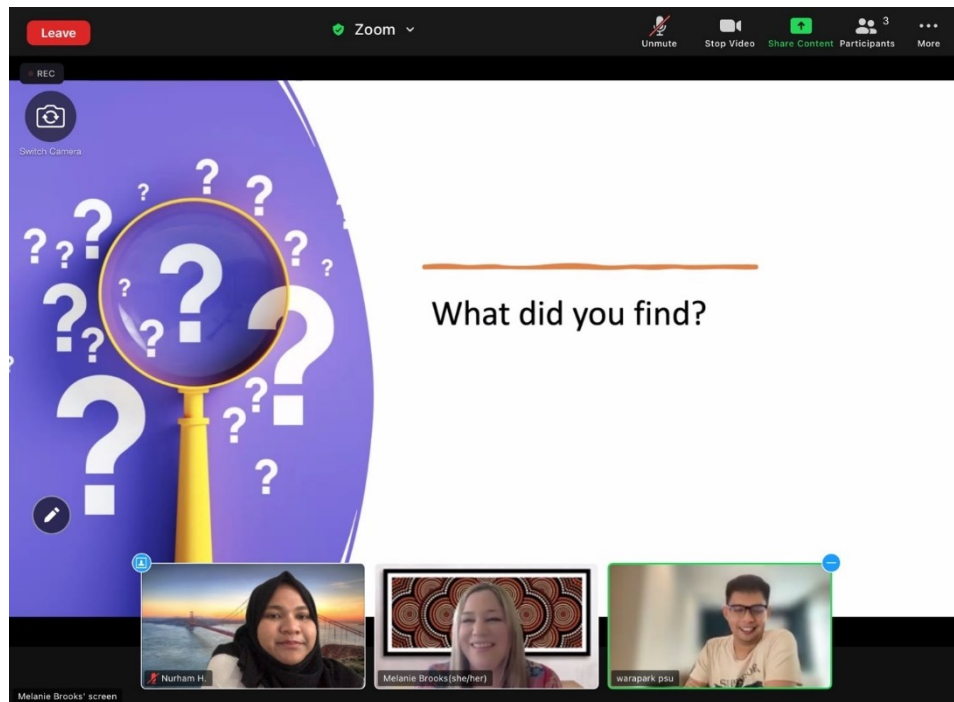 Leave
Zoom
Unmute
Stop Video
Share Content
Participants
3
More
REC
Switch Camera
? ? ? ? ? ? ? ? ? ? ? ? ? ? ? ? ?
What did you find?
Nurham H.
Melanie Brooks(she/her)
warapark psu
Melanie Brooks' screen